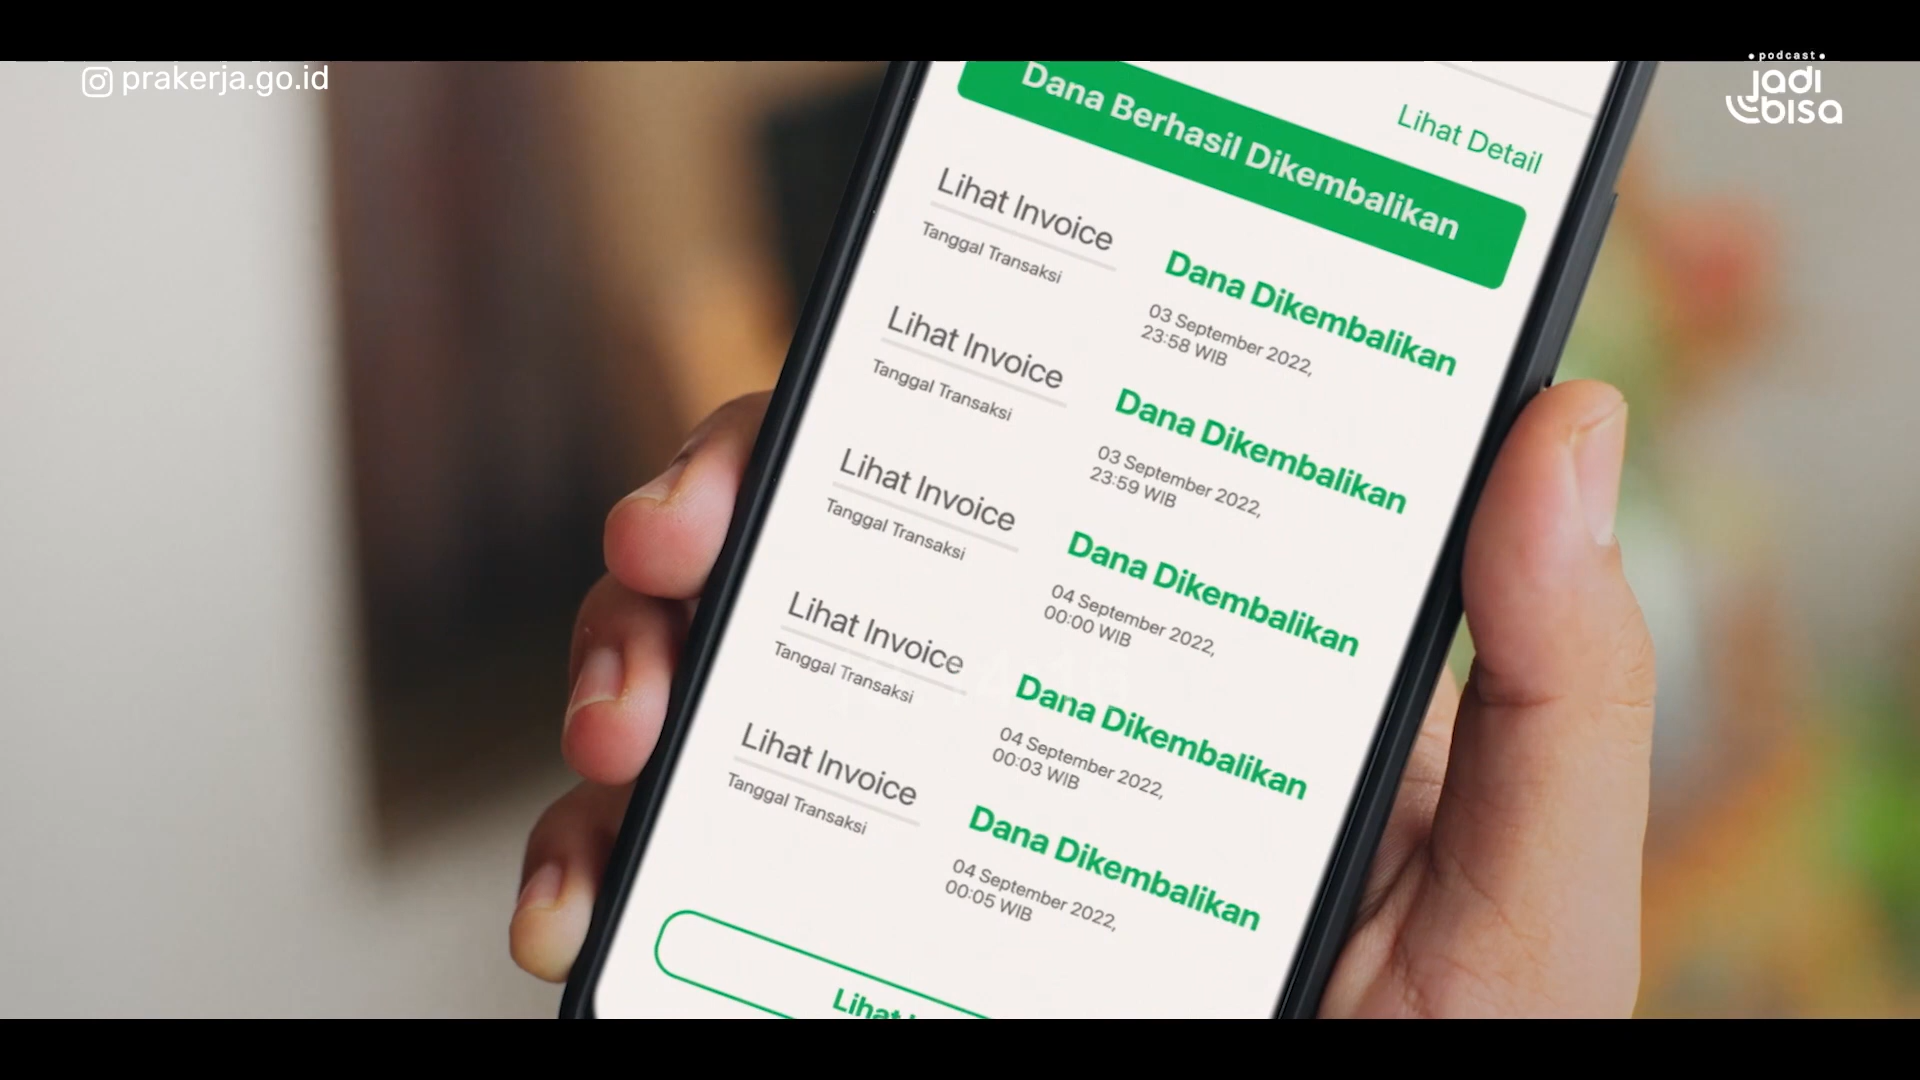 prakerja.go.id
podcast
jadi
bisa
Lihat Detail
Dana Berhasil Dikembalikan
Lihat Invoice
Dana Dikembalikan
Tanggal Transaksi
03 September 2022,
23:58 WIB
Lihat Invoice
Dana Dikembalikan
Tanggal Transaksi
03 September 2022,
23:59 WIB
Lihat Invoice
Dana Dikembalikan
Tanggal Transaksi
04 September 2022,
00:00 WIB
Lihat Invoice
Dana Dikembalikan
Tanggal Transaksi
04 September 2022,
00:03 WIB
Lihat Invoice
Dana Dikembalikan
Tanggal Transaksi
04 September 2022,
00:05 WIB
Lihat